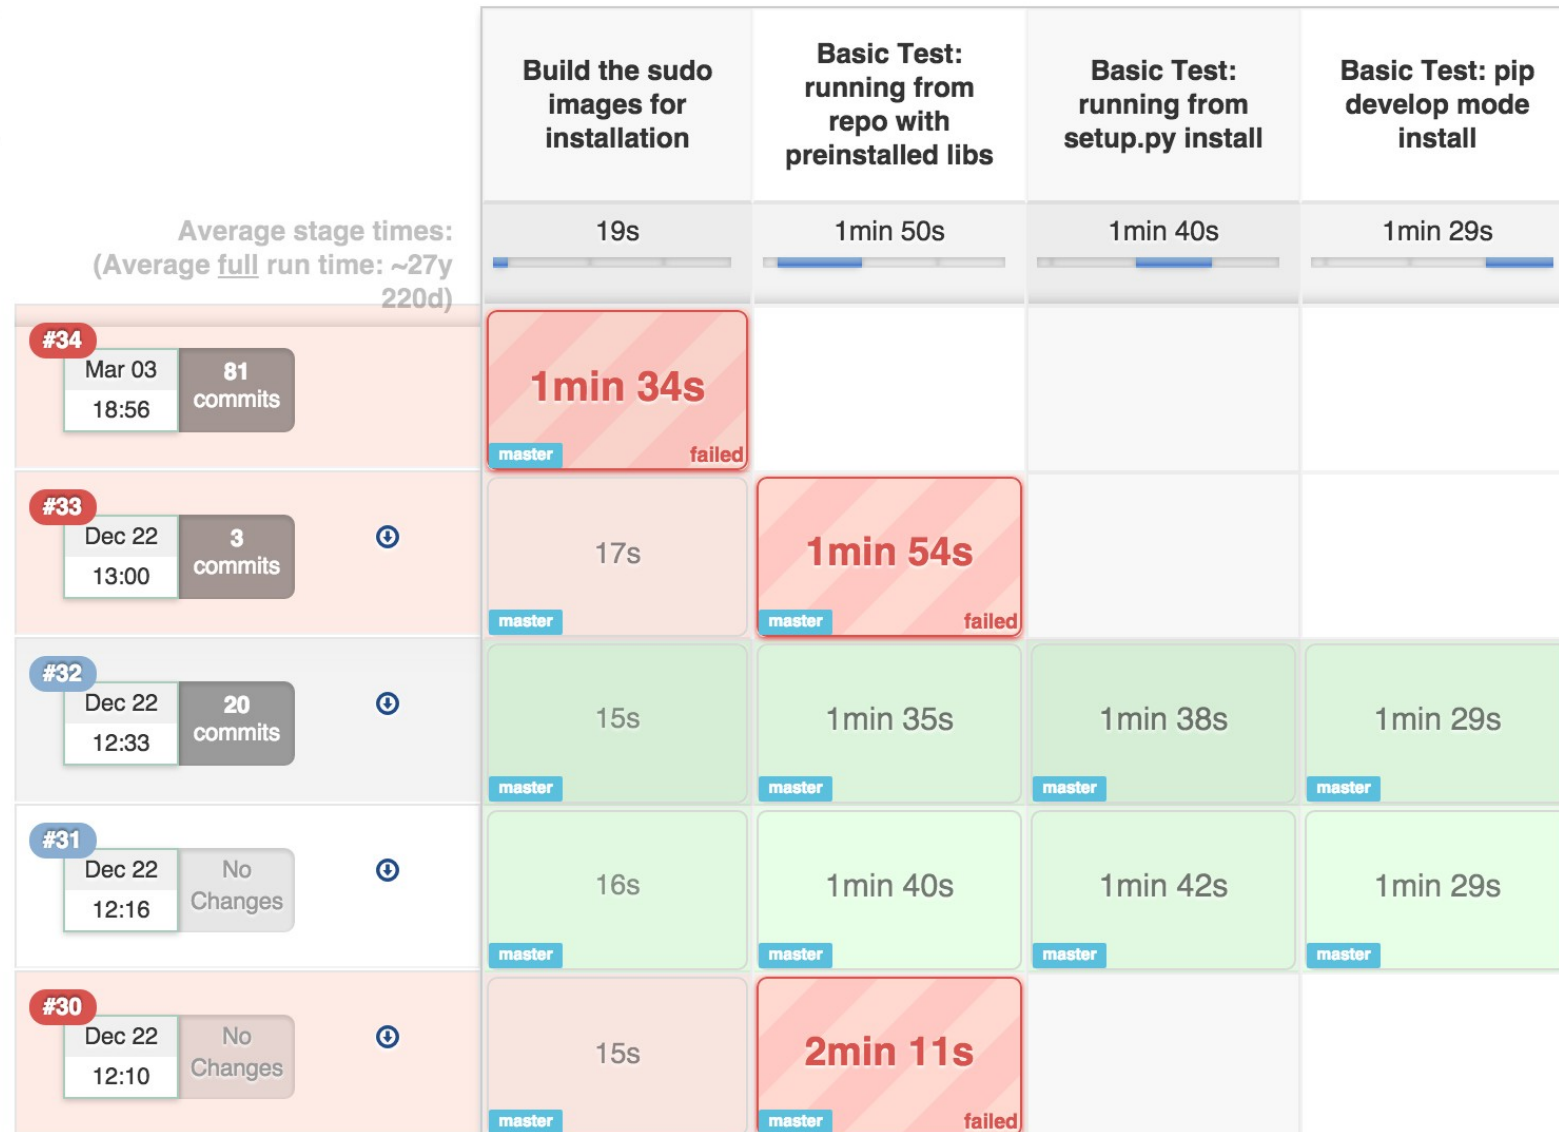 Build the sudo
images for
installation
Basic Test:
running from
repo with
preinstalled libs
Basic Test:
running from
setup.py install
Basic Test: pip
develop mode
install
Average stage times:
(Average full run time: ~27y
220d)
19s
1min 50s
1min 40s
1min 29s
#34
Mar 03
18:56
81
commits
1min 34s
master
failed
#33
Dec 22
13:00
3
commits
17s
master
1min 54s
master
failed
#32
Dec 22
12:33
20
commits
15s
master
1min 35s
master
1min 38s
master
1min 29s
master
#31
Dec 22
12:16
No
Changes
16s
master
1min 40s
master
1min 42s
master
1min 29s
master
#30
Dec 22
12:10
No
Changes
15s
master
2min 11s
master
failed